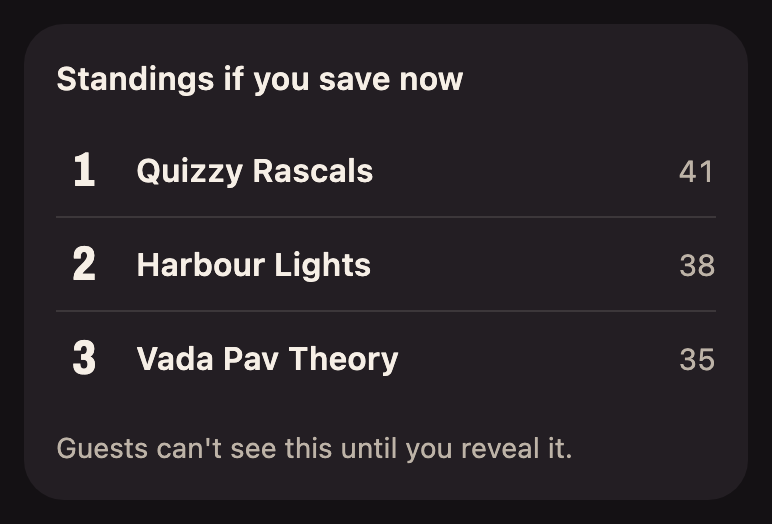 Standings if you save now
1 Quizzy Rascals 41
2 Harbour Lights 38
3 Vada Pav Theory 35
Guests can't see this until you reveal it.